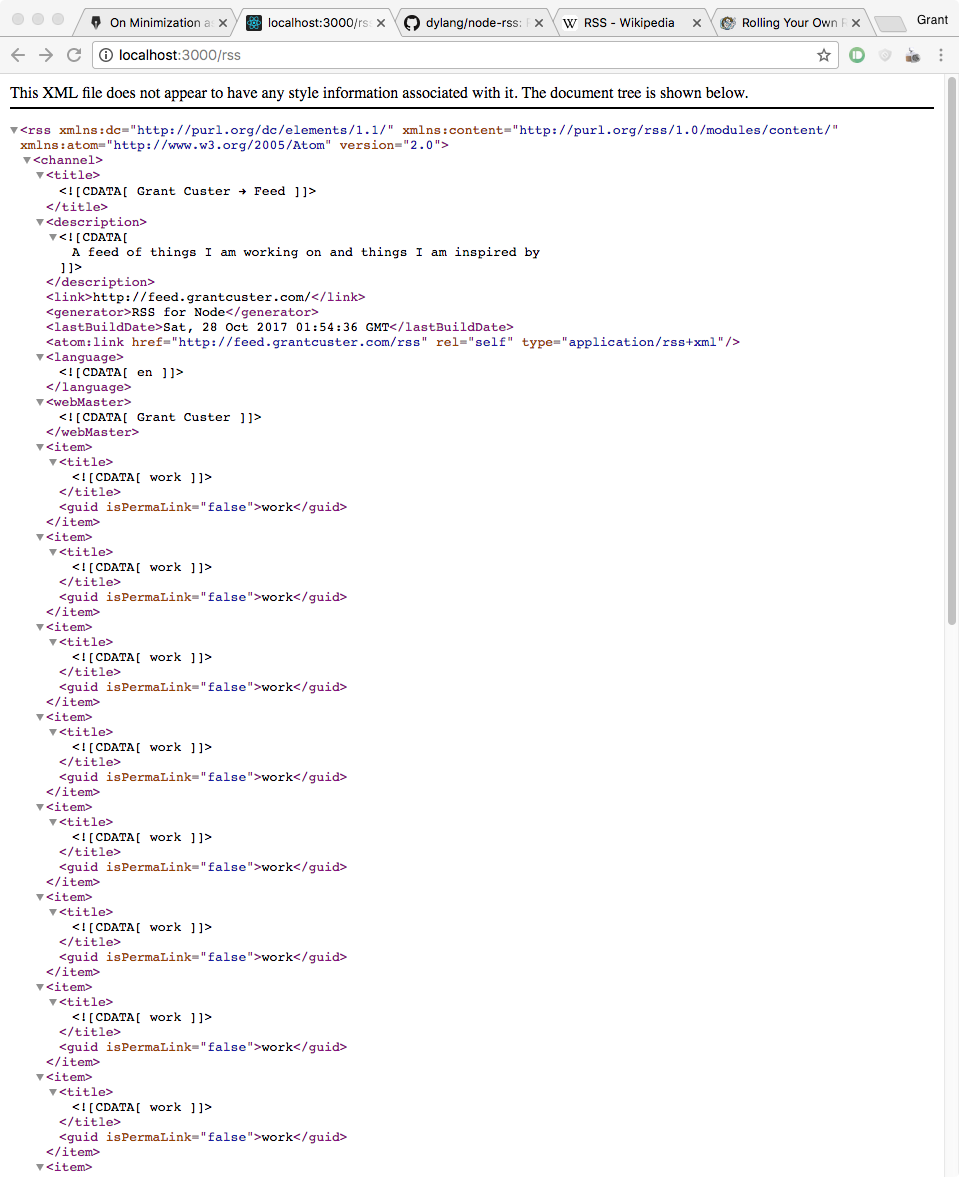 On Minimization a
localhost:3000/rss
dylang/node-rss:
RSS - Wikipedia
Rolling Your Own
Grant
localhost:3000/rss
This XML file does not appear to have any style information associated with it. The document tree is shown below.
<rss xmlns:dc="http://purl.org/dc/elements/1.1/" xmlns:content="http://purl.org/rss/1.0/modules/content/"
xmlns:atom="http://www.w3.org/2005/Atom" version="2.0">
<channel>
<title>
<![CDATA[ Grant Custer → Feed ]]>
</title>
<description>
<![CDATA[
A feed of things I am working on and things I am inspired by
]]>
</description>
<link>http://feed.grantcuster.com/</link>
<generator>RSS for Node</generator>
<lastBuildDate>Sat, 28 Oct 2017 01:54:36 GMT</lastBuildDate>
<atom:link href="http://feed.grantcuster.com/rss" rel="self" type="application/rss+xml"/>
<language>
<![CDATA[ en ]]>
</language>
<webMaster>
<![CDATA[ Grant Custer ]]>
</webMaster>
<item>
<title>
<![CDATA[ work ]]>
</title>
<guid isPermaLink="false">work</guid>
</item>
<item>
<title>
<![CDATA[ work ]]>
</title>
<guid isPermaLink="false">work</guid>
</item>
<item>
<title>
<![CDATA[ work ]]>
</title>
<guid isPermaLink="false">work</guid>
</item>
<item>
<title>
<![CDATA[ work ]]>
</title>
<guid isPermaLink="false">work</guid>
</item>
<item>
<title>
<![CDATA[ work ]]>
</title>
<guid isPermaLink="false">work</guid>
</item>
<item>
<title>
<![CDATA[ work ]]>
</title>
<guid isPermaLink="false">work</guid>
</item>
<item>
<title>
<![CDATA[ work ]]>
</title>
<guid isPermaLink="false">work</guid>
</item>
<item>
<title>
<![CDATA[ work ]]>
</title>
<guid isPermaLink="false">work</guid>
</item>
<item>